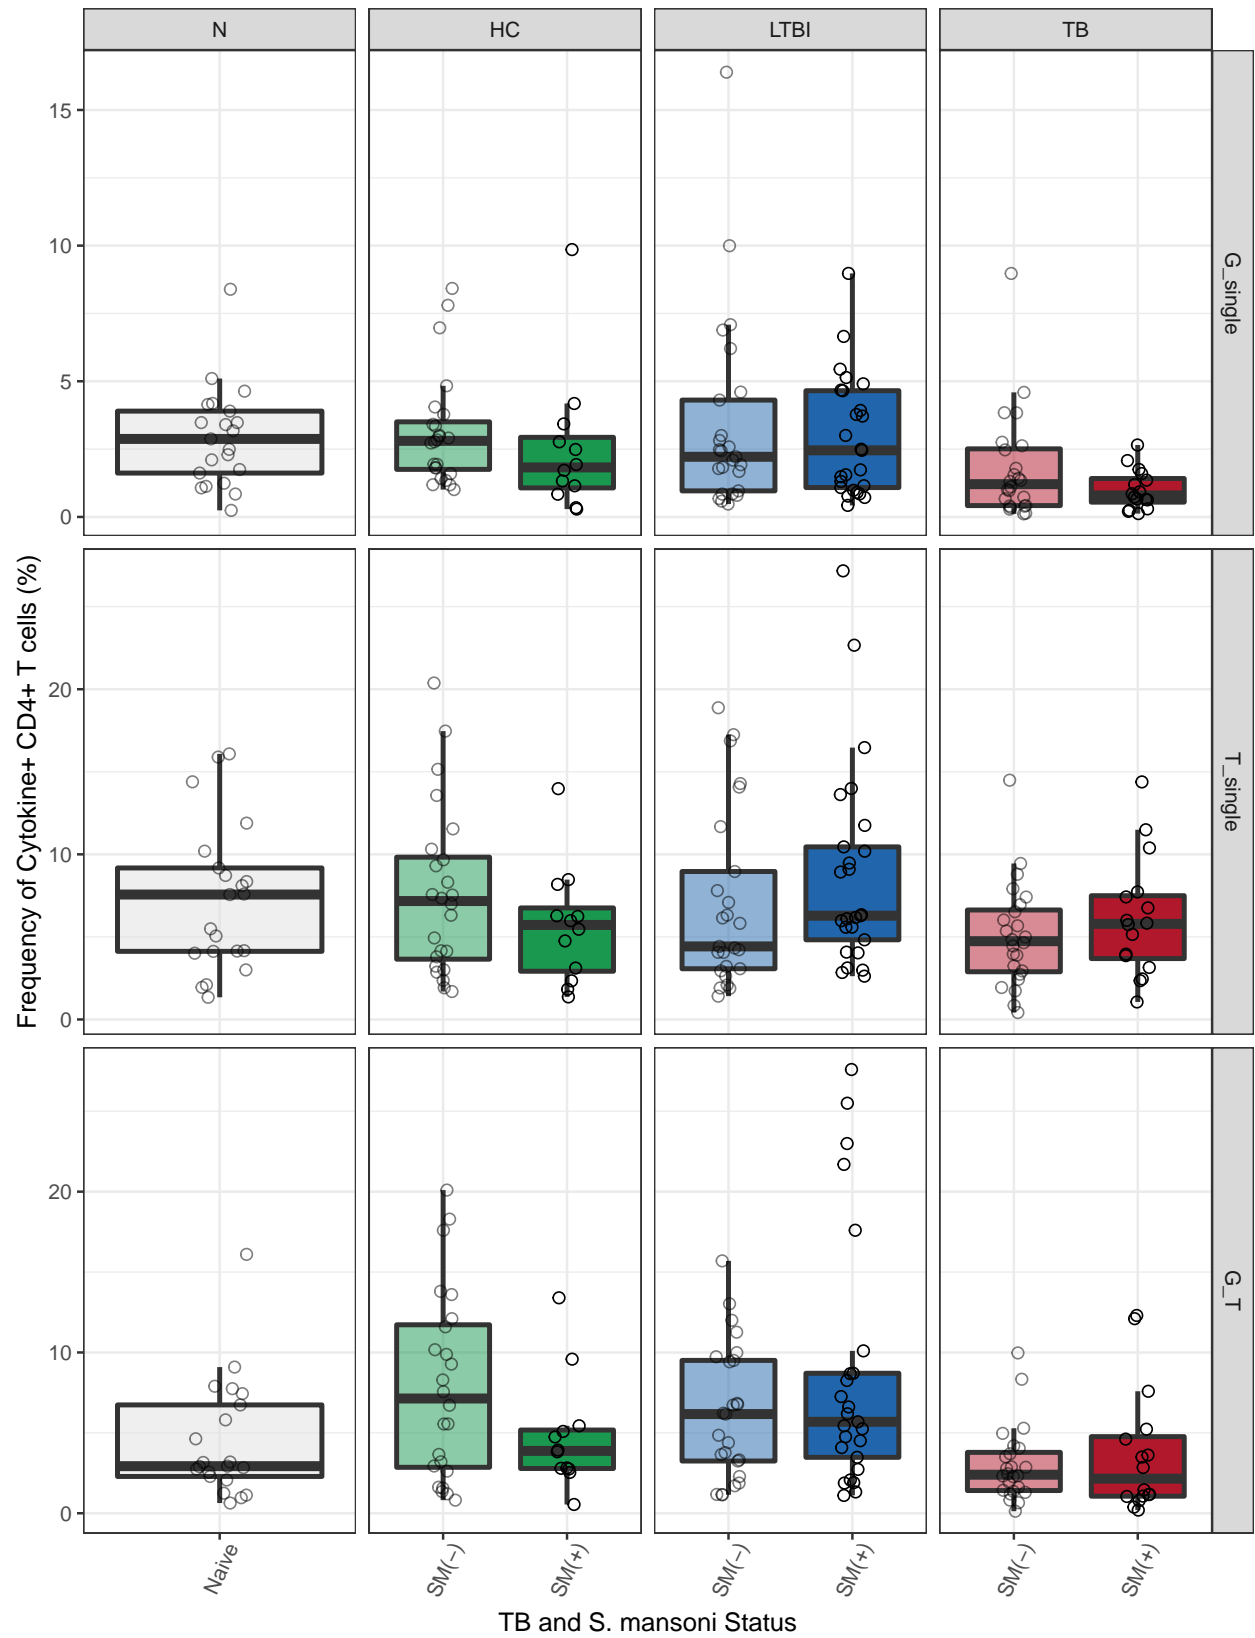 N HC LTBI TB
15
10
5
0
G_single
20
10
0
T_single
20
10
0
G_T
Frequency of Cytokine+ CD4+ T cells (%)
Naive SM(−) SM(+) SM(−) SM(+) SM(−) SM(+)
TB and S. mansoni Status